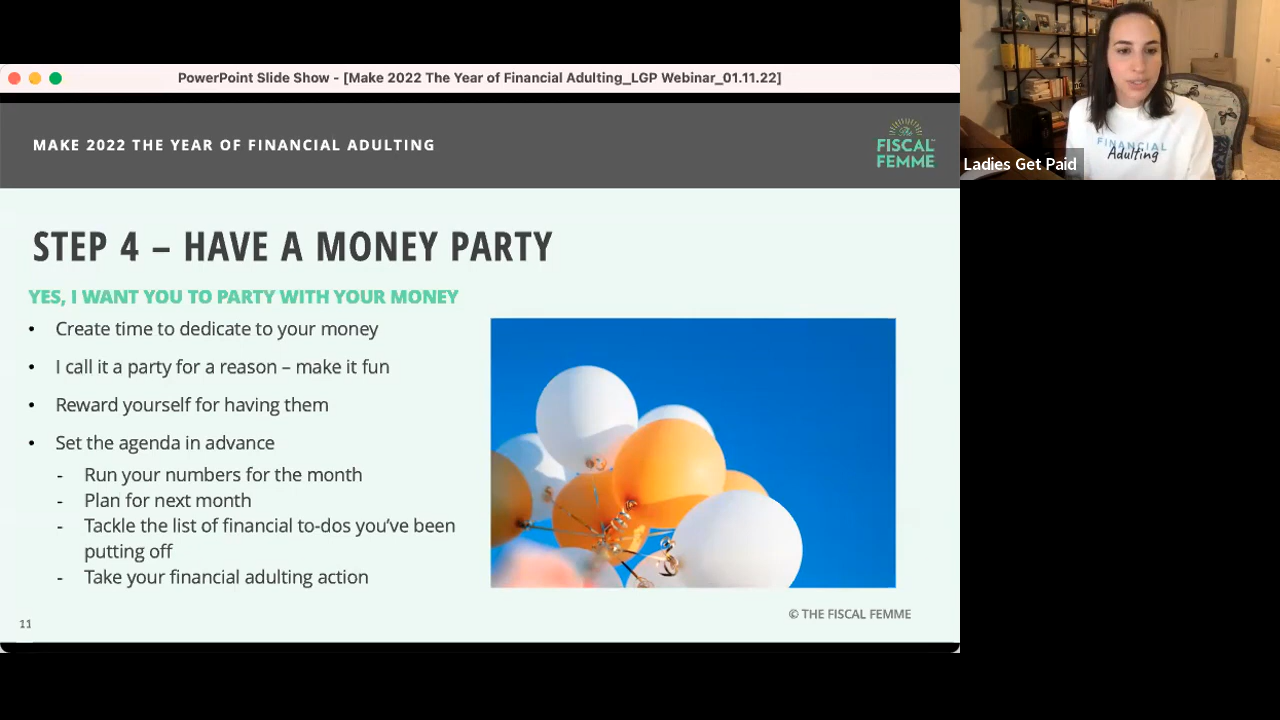 PowerPoint Slide Show - [Make 2022 The Year of Financial Adulting_LGP Webinar_01.11.22]
MAKE 2022 THE YEAR OF FINANCIAL ADULTING
The
FISCAL
FEMME
Ladies Get Paid
FINANCIAL
Adulting
STEP 4 – HAVE A MONEY PARTY
YES, I WANT YOU TO PARTY WITH YOUR MONEY
• Create time to dedicate to your money
• I call it a party for a reason – make it fun
• Reward yourself for having them
• Set the agenda in advance
- Run your numbers for the month
- Plan for next month
- Tackle the list of financial to-dos you’ve been
putting off
- Take your financial adulting action
© THE FISCAL FEMME
11